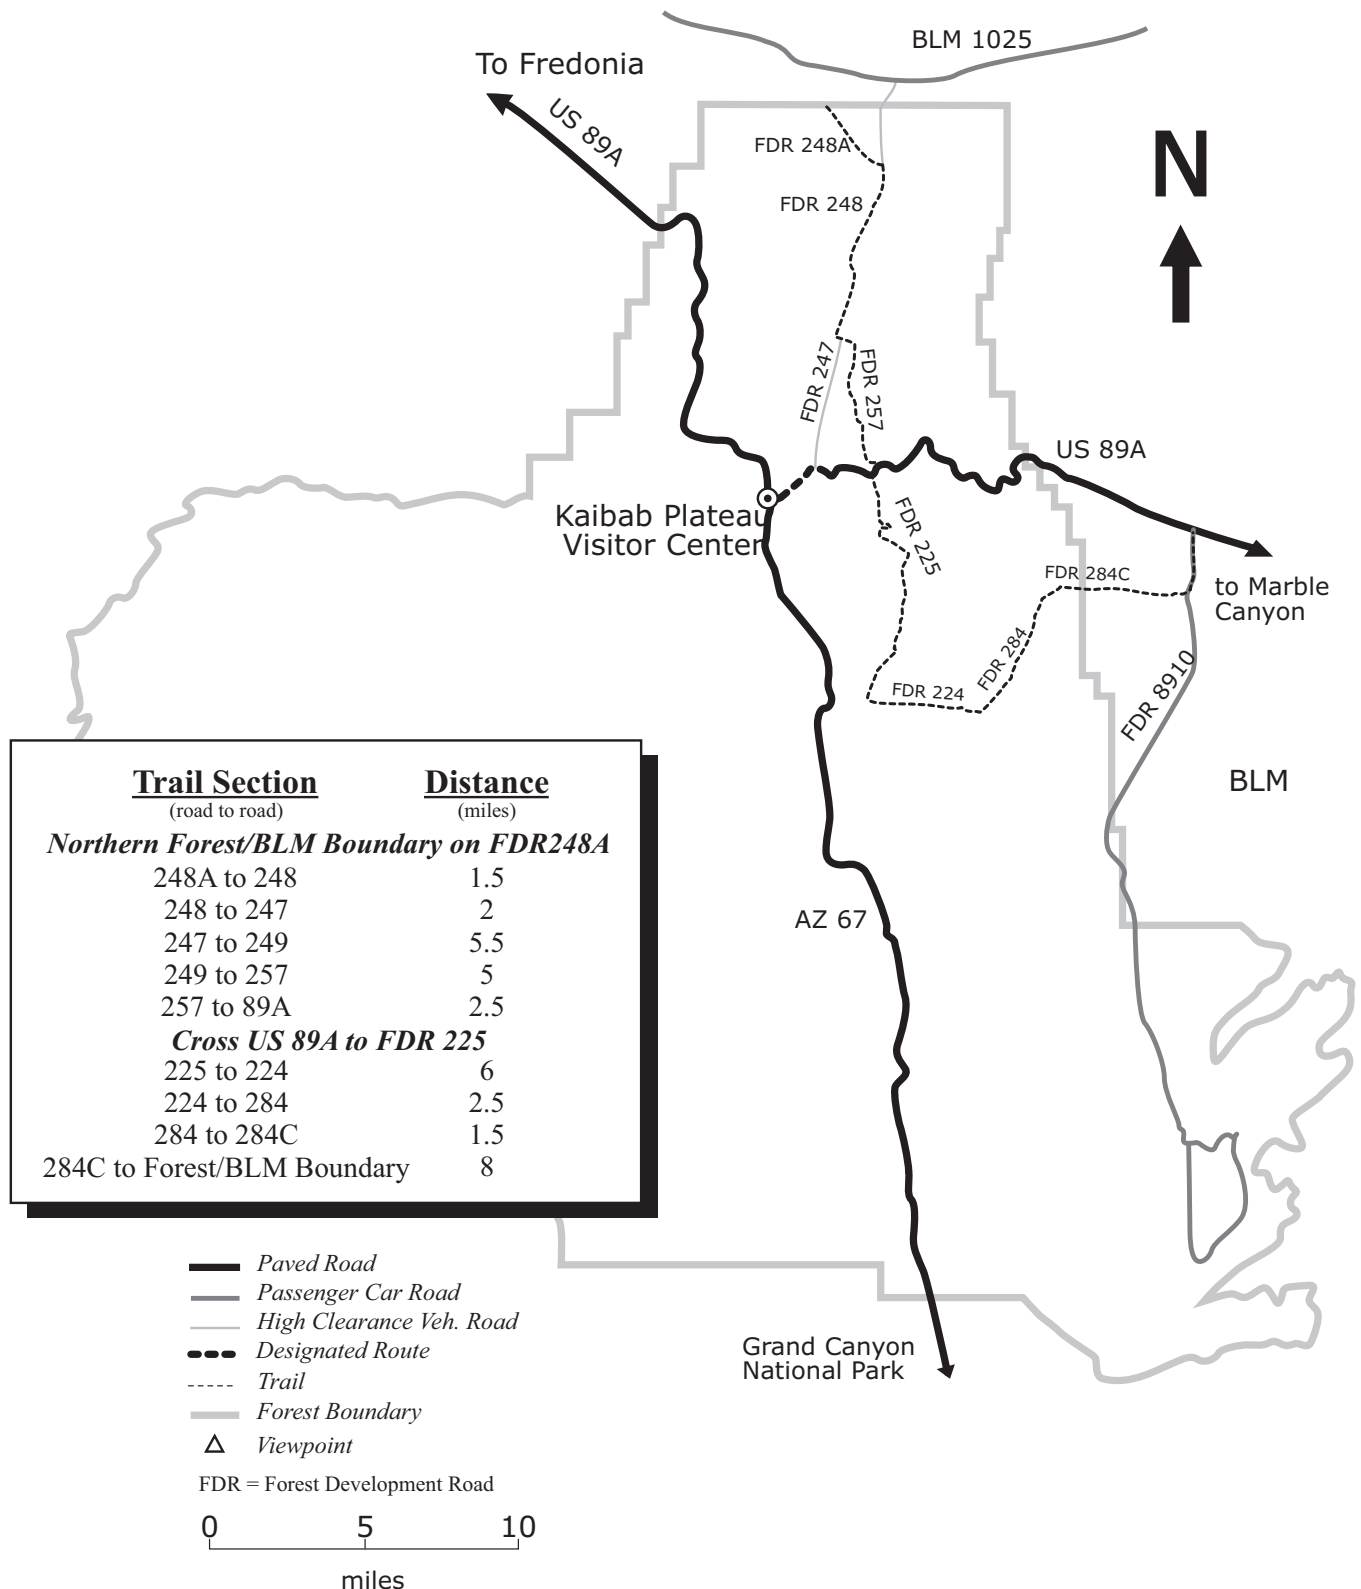 BLM 1025
To Fredonia
US 89A
FDR 248A
N
FDR 248
FDR 247
FDR 257
US 89A
Kaibab Plateau
Visitor Center
FDR 225
FDR 284C
to Marble
Canyon
FDR 284
FDR 224
FDR 8910
BLM
Trail Section Distance
(road to road) (miles)
Northern Forest/BLM Boundary on FDR248A
248A to 248 1.5
248 to 247 2
247 to 249 5.5
249 to 257 5
257 to 89A 2.5
Cross US 89A to FDR 225
225 to 224 6
224 to 284 2.5
284 to 284C 1.5
284C to Forest/BLM Boundary 8
AZ 67
Paved Road
Passenger Car Road
High Clearance Veh. Road
Designated Route
Trail
Forest Boundary
Viewpoint
FDR = Forest Development Road
Grand Canyon
National Park
0 5 10
miles